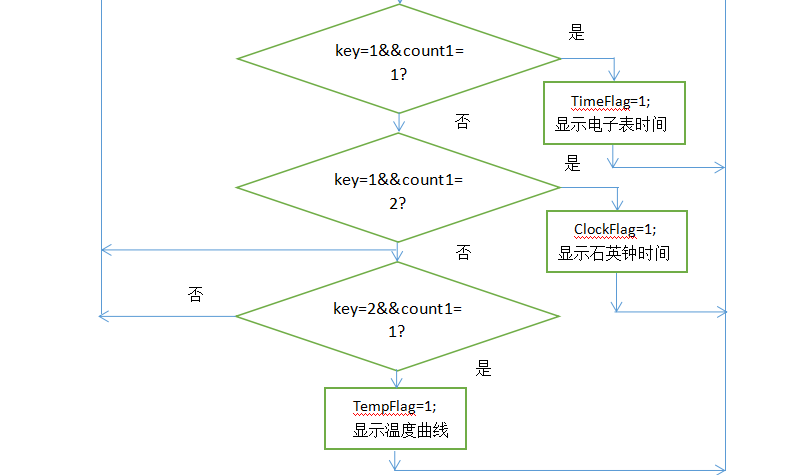 key=1&&count1=
1?
是
TimeFlag=1;
显示电子表时间
否
key=1&&count1=
2?
是
ClockFlag=1;
显示石英钟时间
否
key=2&&count1=
1?
否
是
TempFlag=1;
显示温度曲线